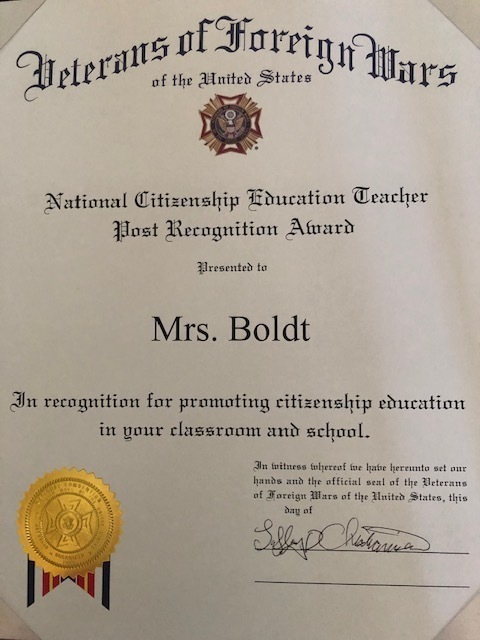 Veterans of Foreign Wars
of the United States
National Citizenship Education Teacher
Post Recognition Award
Presented to
Mrs. Boldt
In recognition for promoting citizenship education
in your classroom and school.
In witness whereof we have hereunto set our
hands and the official seal of the Veterans
of Foreign Wars of the United States, this
day of